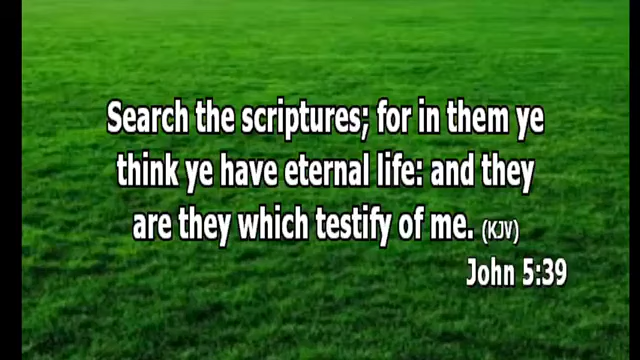 Search the scriptures; for in them ye
think ye have eternal life: and they
are they which testify of me. (KJV)
John 5:39